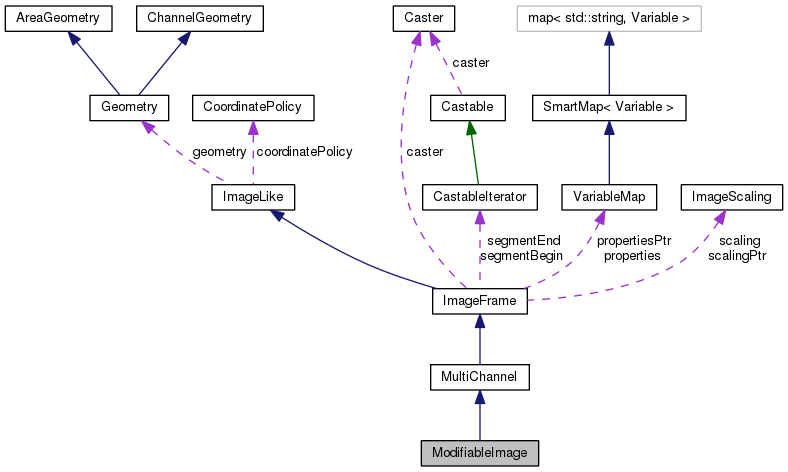 AreaGeometry
ChannelGeometry
Caster
map< std::string, Variable >
caster
Geometry
CoordinatePolicy
Castable
SmartMap< Variable >
geometry
coordinatePolicy
caster
ImageLike
CastableIterator
VariableMap
ImageScaling
segmentEnd
segmentBegin
propertiesPtr
properties
scaling
scalingPtr
ImageFrame
MultiChannel
ModifiableImage